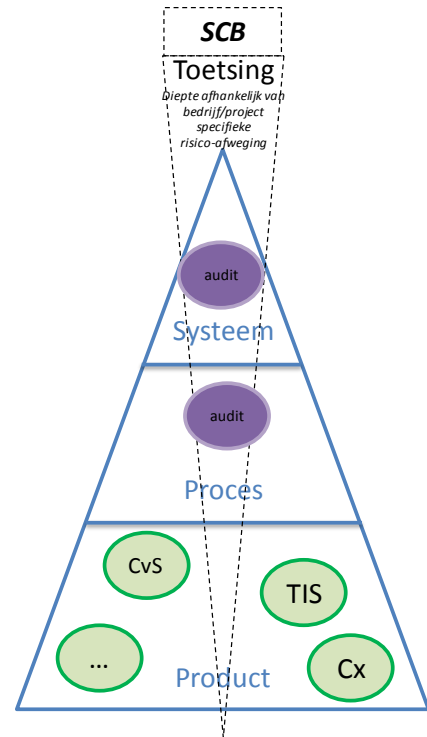 SCB
Toetsing
Diepte afhankelijk van
bedrijf/project
specifieke
risico-afweging
audit
Systeem
audit
Proces
CvS
TIS
...
Cx
Product